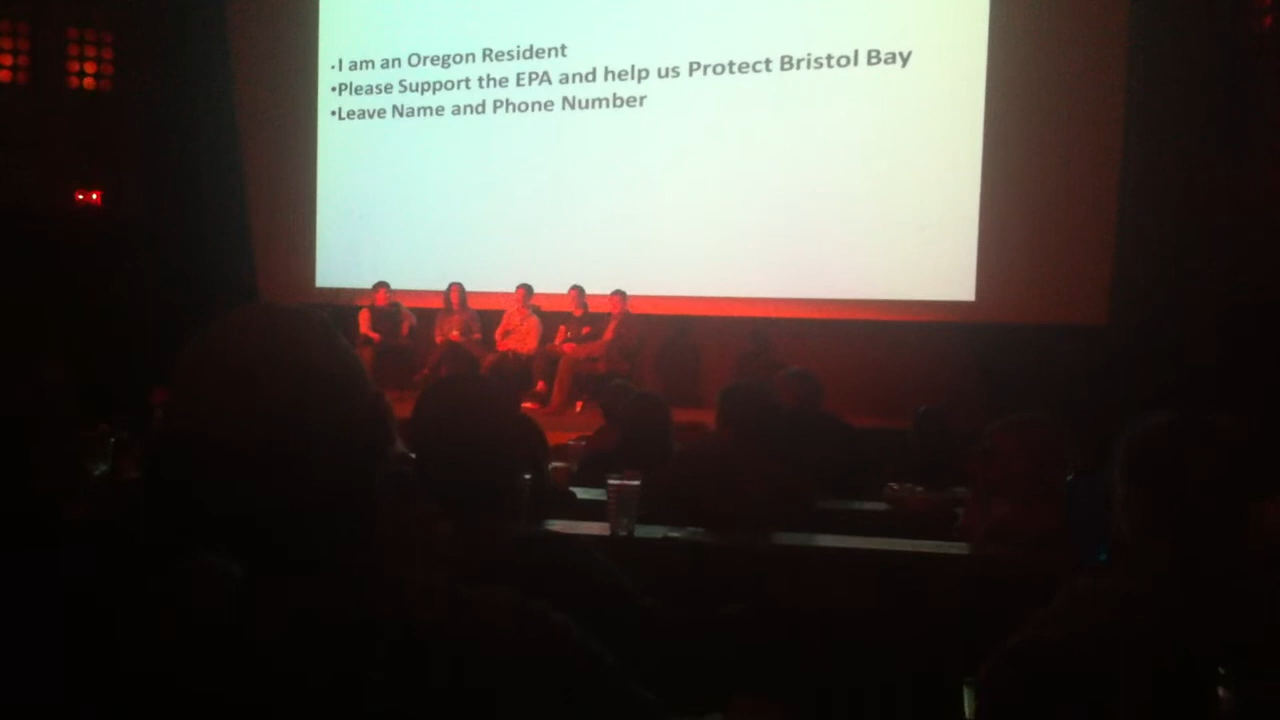 •I am an Oregon Resident
•Please Support the EPA and help us Protect Bristol Bay
•Leave Name and Phone Number